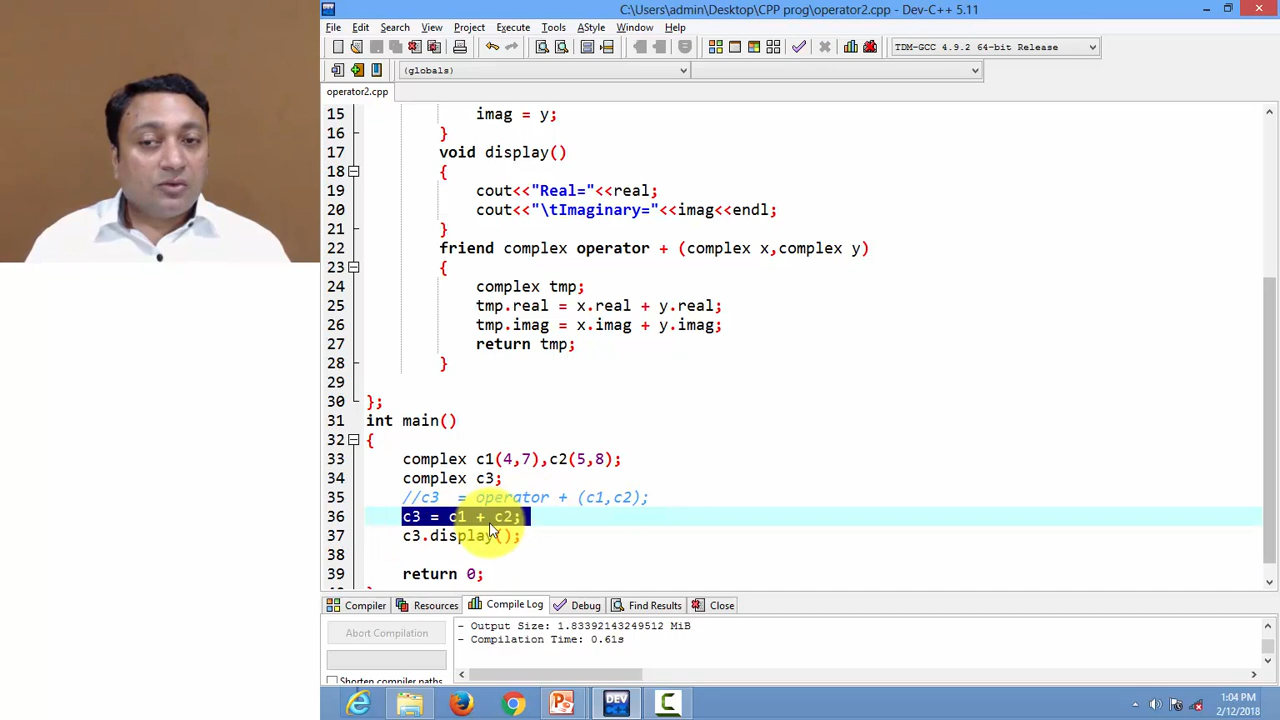 C:\Users\admin\Desktop\CPP prog\operator2.cpp - Dev-C++ 5.11
File Edit Search View Project Execute Tools AStyle Window Help
TDM-GCC 4.9.2 64-bit Release
(globals)
operator2.cpp
15 imag = y;
16 }
17 void display()
18 {
19 cout<<"Real="<<real;
20 cout<<"\tImaginary="<<imag<<endl;
21 }
22 friend complex operator + (complex x,complex y)
23 {
24 complex tmp;
25 tmp.real = x.real + y.real;
26 tmp.imag = x.imag + y.imag;
27 return tmp;
28 }
29
30 };
31 int main()
32 {
33 complex c1(4,7),c2(5,8);
34 complex c3;
35 //c3 = operator + (c1,c2);
36 c3 = c1 + c2;
37 c3.display();
38
39 return 0;
Compiler Resources Compile Log Debug Find Results Close
Abort Compilation
- Output Size: 1.83392143249512 MiB
- Compilation Time: 0.61s
Shorten compiler paths
DEV
1:04 PM
2/12/2018